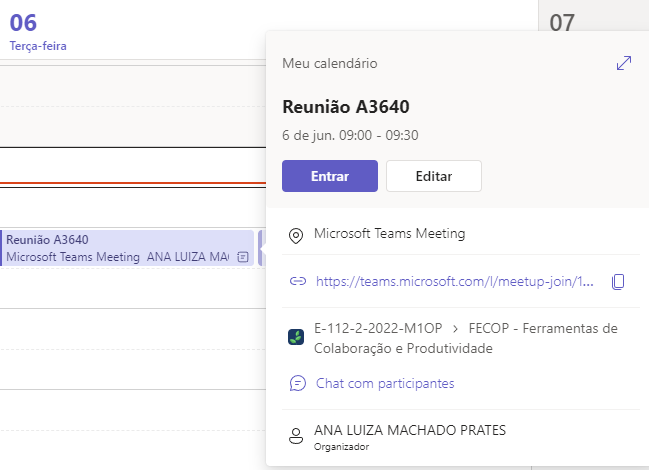 06
Terça-feira
07
Reunião A3640
Microsoft Teams Meeting ANA LUIZA
Meu calendário
Reunião A3640
6 de jun. 09:00 - 09:30
Entrar
Editar
Microsoft Teams Meeting
https://teams.microsoft.com/l/meetup-join/1...
E-112-2-2022-M1OP > FECOP - Ferramentas de
Colaboração e Produtividade
Chat com participantes
ANA LUIZA MACHADO PRATES
Organizador